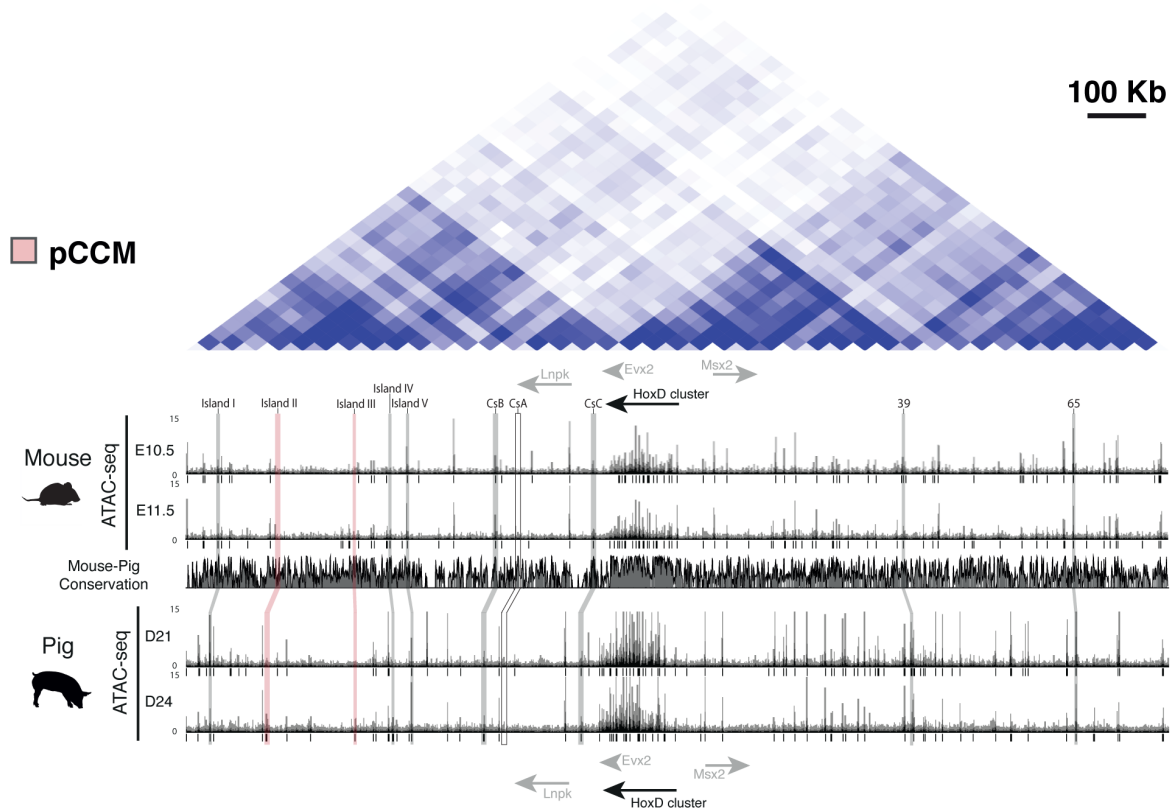 100 Kb
pCCM
Lnpk
Evx2
Msx2
HoxD cluster
Island I
Island II
Island III
Island IV
Island V
CsB
CsA
CsC
39
65
Mouse
ATAC-seq
E10.5
15
0
E11.5
15
0
Mouse-Pig
Conservation
Pig
ATAC-seq
D21
15
0
D24
15
0
Evx2
Msx2
Lnpk
HoxD cluster